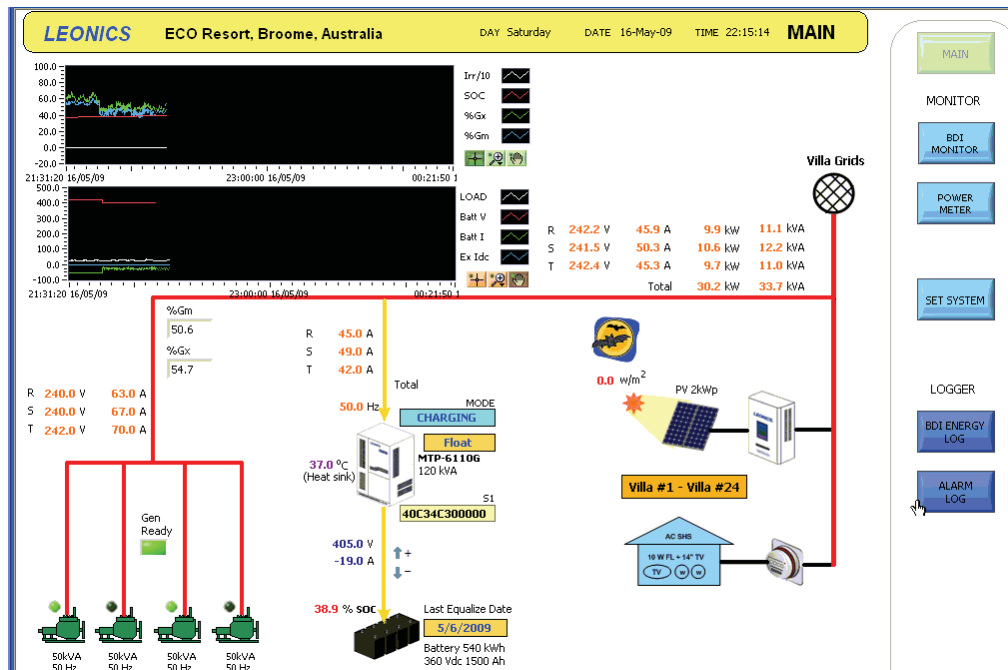 LEONICS ECO Resort, Broome, Australia DAY Saturday DATE 16-May-09 TIME 22:15:14 MAIN
MAIN
100.0
80.0
60.0
40.0
20.0
0.0
-20.0
21:31:20 16/05/09 23:00:00 16/05/09 00:21:50 1
Irr/10
SOC
%Gx
%Gm
500.0
400.0
300.0
200.0
100.0
0.0
-100.0
21:31:20 16/05/09 23:00:00 16/05/09 00:21:50 1
LOAD
Batt V
Batt I
Ex Idc
Villa Grids
R 242.2 V 45.9 A 9.9 kW 11.1 kVA
S 241.5 V 50.3 A 10.6 kW 12.2 kVA
T 242.4 V 45.3 A 9.7 kW 11.0 kVA
Total 30.2 kW 33.7 kVA
MONITOR
BDI
MONITOR
POWER
METER
SET SYSTEM
LOGGER
BDI ENERGY
LOG
ALARM
LOG
%Gm
50.6
%Gx
54.7
R 240.0 V 63.0 A
S 240.0 V 67.0 A
T 242.0 V 70.0 A
R 45.0 A
S 49.0 A
T 42.0 A
Total
50.0 Hz
MODE
CHARGING
Float
MTP-6110G
120 kVA
37.0 °C
(Heat sink)
S1
40C34C300000
405.0 V
-19.0 A
+
−
38.9 % SOC
Last Equalize Date
5/6/2009
Battery 540 kWh
360 Vdc 1500 Ah
Gen
Ready
50kVA
50 Hz
50kVA
50 Hz
50kVA
50 Hz
50kVA
50 Hz
0.0 w/m²
PV 2kWp
LEONICS
Villa #1 - Villa #24
AC SHS
10 W FL + 14" TV
TV W W